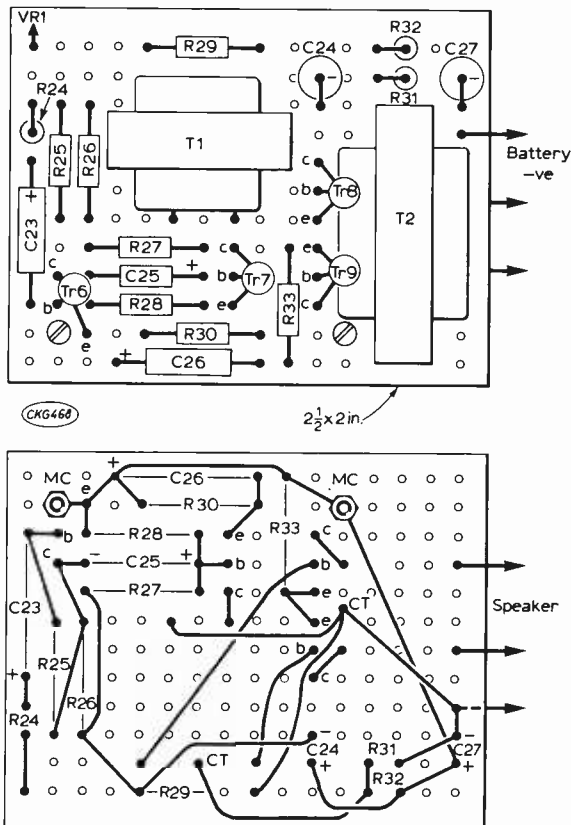 VR1
R29
C24
R32
C27
R24
-
-
R31
R25
R26
T1
T2
Battery
-ve
+
C23
c
b
e
Tr8
R27
c
c
C25
+
b
Tr7
e
b
c
Tr9
R33
Tr6
b
R28
e
e
R30
+
C26
CKG468
2½x2in.
MC
e
+
C26
R30
MC
b
R28
e
R33
c
c
-
C25
+
b
b
R27
c
e
Speaker
C23
CT
e
R25
b
+
R26
c
R24
-
-
CT
C24
R31
C27
+
+
R29
R32